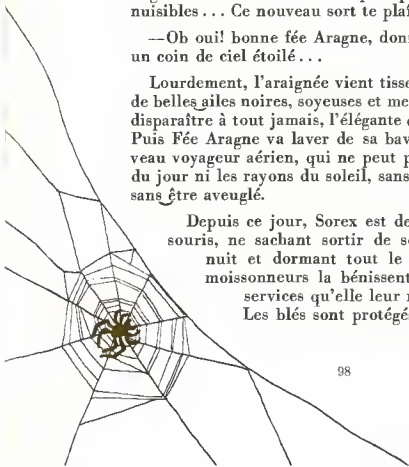 nuisibles . . . Ce nouveau sort te plaî
—Ob oui! bonne fée Aragne, don
un coin de ciel étoilé . . .
Lourdement, l'araignée vient tisse
de belles ailes noires, soyeuses et me
disparaître à tout jamais, l'élégante
Puis Fée Aragne va laver de sa bav
veau voyageur aérien, qui ne peut p
du jour ni les rayons du soleil, sans
sans être aveuglé.
Depuis ce jour, Sorex est de
souris, ne sachant sortir de s
nuit et dormant tout le
moissonneurs la bénissent
services qu'elle leur
Les blés sont protégé
98